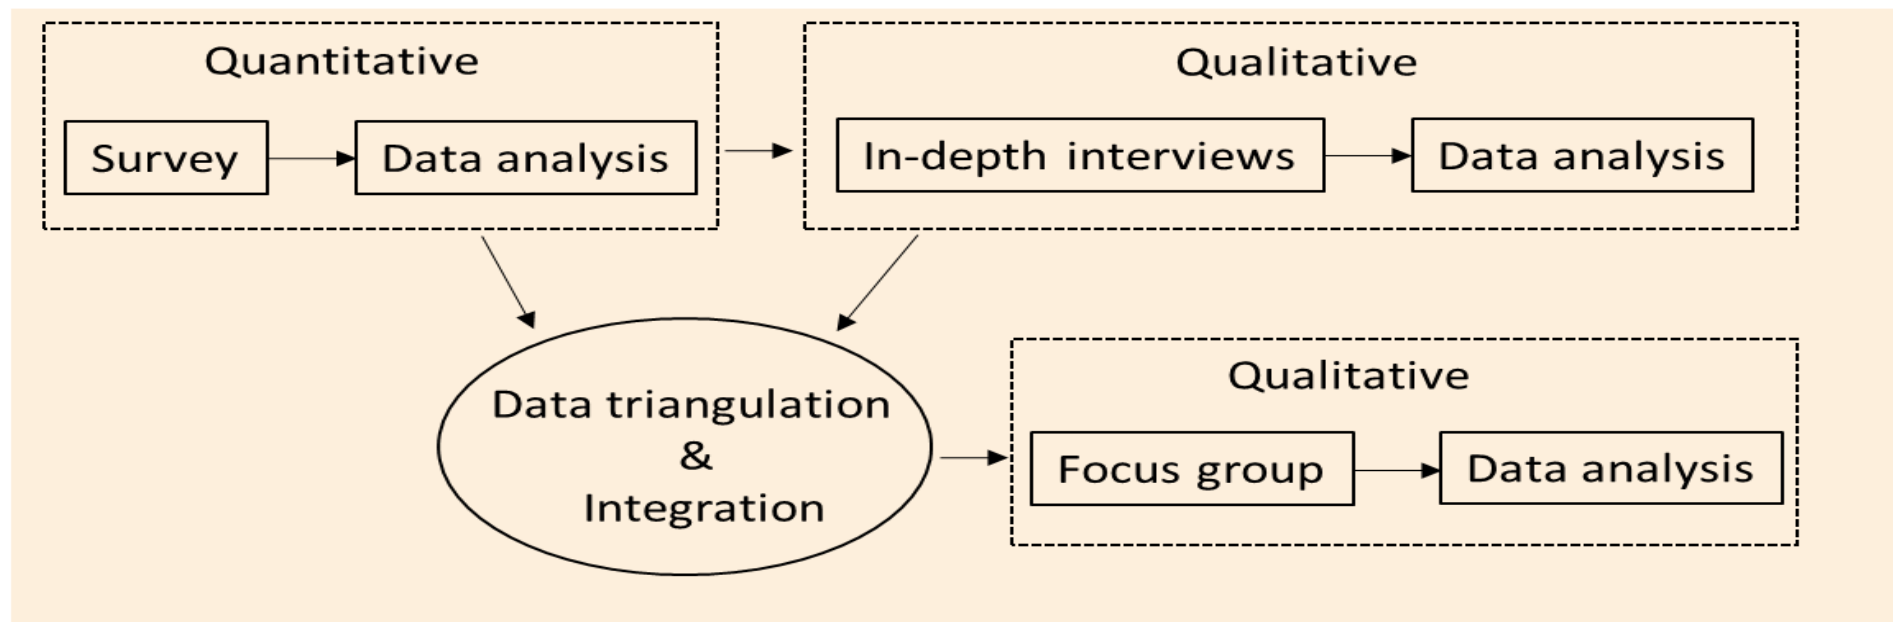 Quantitative
Survey
Data analysis
Qualitative
In-depth interviews
Data analysis
Data triangulation
&
Integration
Qualitative
Focus group
Data analysis